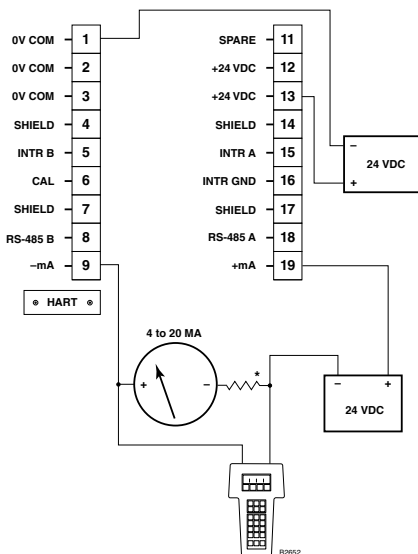 0V COM 1
0V COM 2
0V COM 3
SHIELD 4
INTR B 5
CAL 6
SHIELD 7
RS-485 B 8
–mA 9
HART
SPARE 11
+24 VDC 12
+24 VDC 13
SHIELD 14
INTR A 15
INTR GND 16
SHIELD 17
RS-485 A 18
+mA 19
–
+
24 VDC
4 to 20 MA
+
–
*
–
+
24 VDC
B2652